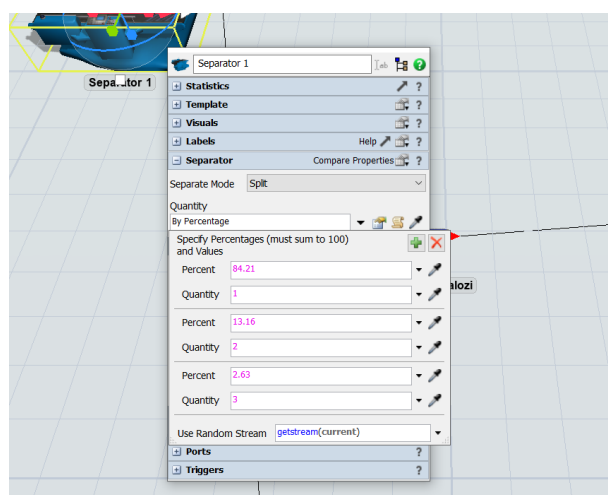 Separator 1
Separator 1
Statistics ?
Template ?
Visuals ?
Labels Help ?
Separator Compare Properties ?
Separate Mode Split
Quantity
By Percentage
Specify Percentages (must sum to 100)
and Values
Percent 84.21
Quantity 1
alozi
Percent 13.16
Quantity 2
Percent 2.63
Quantity 3
Use Random Stream getstream(current)
Ports ?
Triggers ?